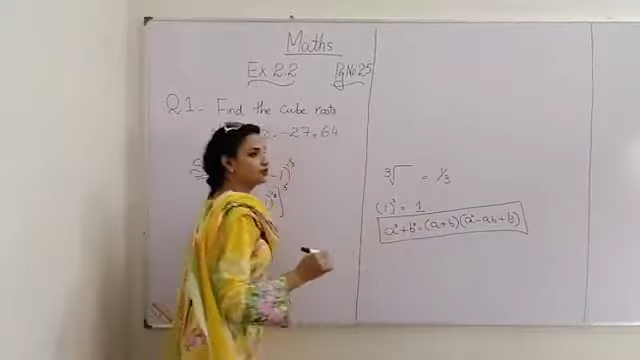 Maths
Ex 2.2 Pg No 25
Q1- Find the cube roots
-27, 64
∛ = 1/3
(1)³ = 1
a³+b³=(a+b)(a²-ab+b²)